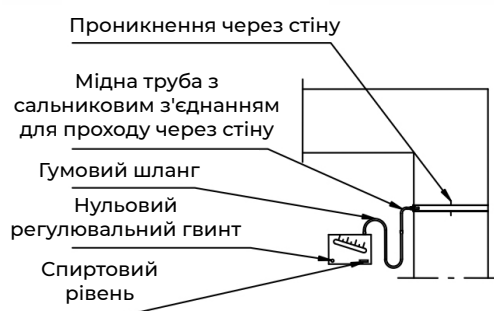 Проникнення через стіну
Мідна труба з
сальниковим з'єднанням
для проходу через стіну
Гумовий шланг
Нульовий
регулювальний гвинт
Спиртовий
рівень